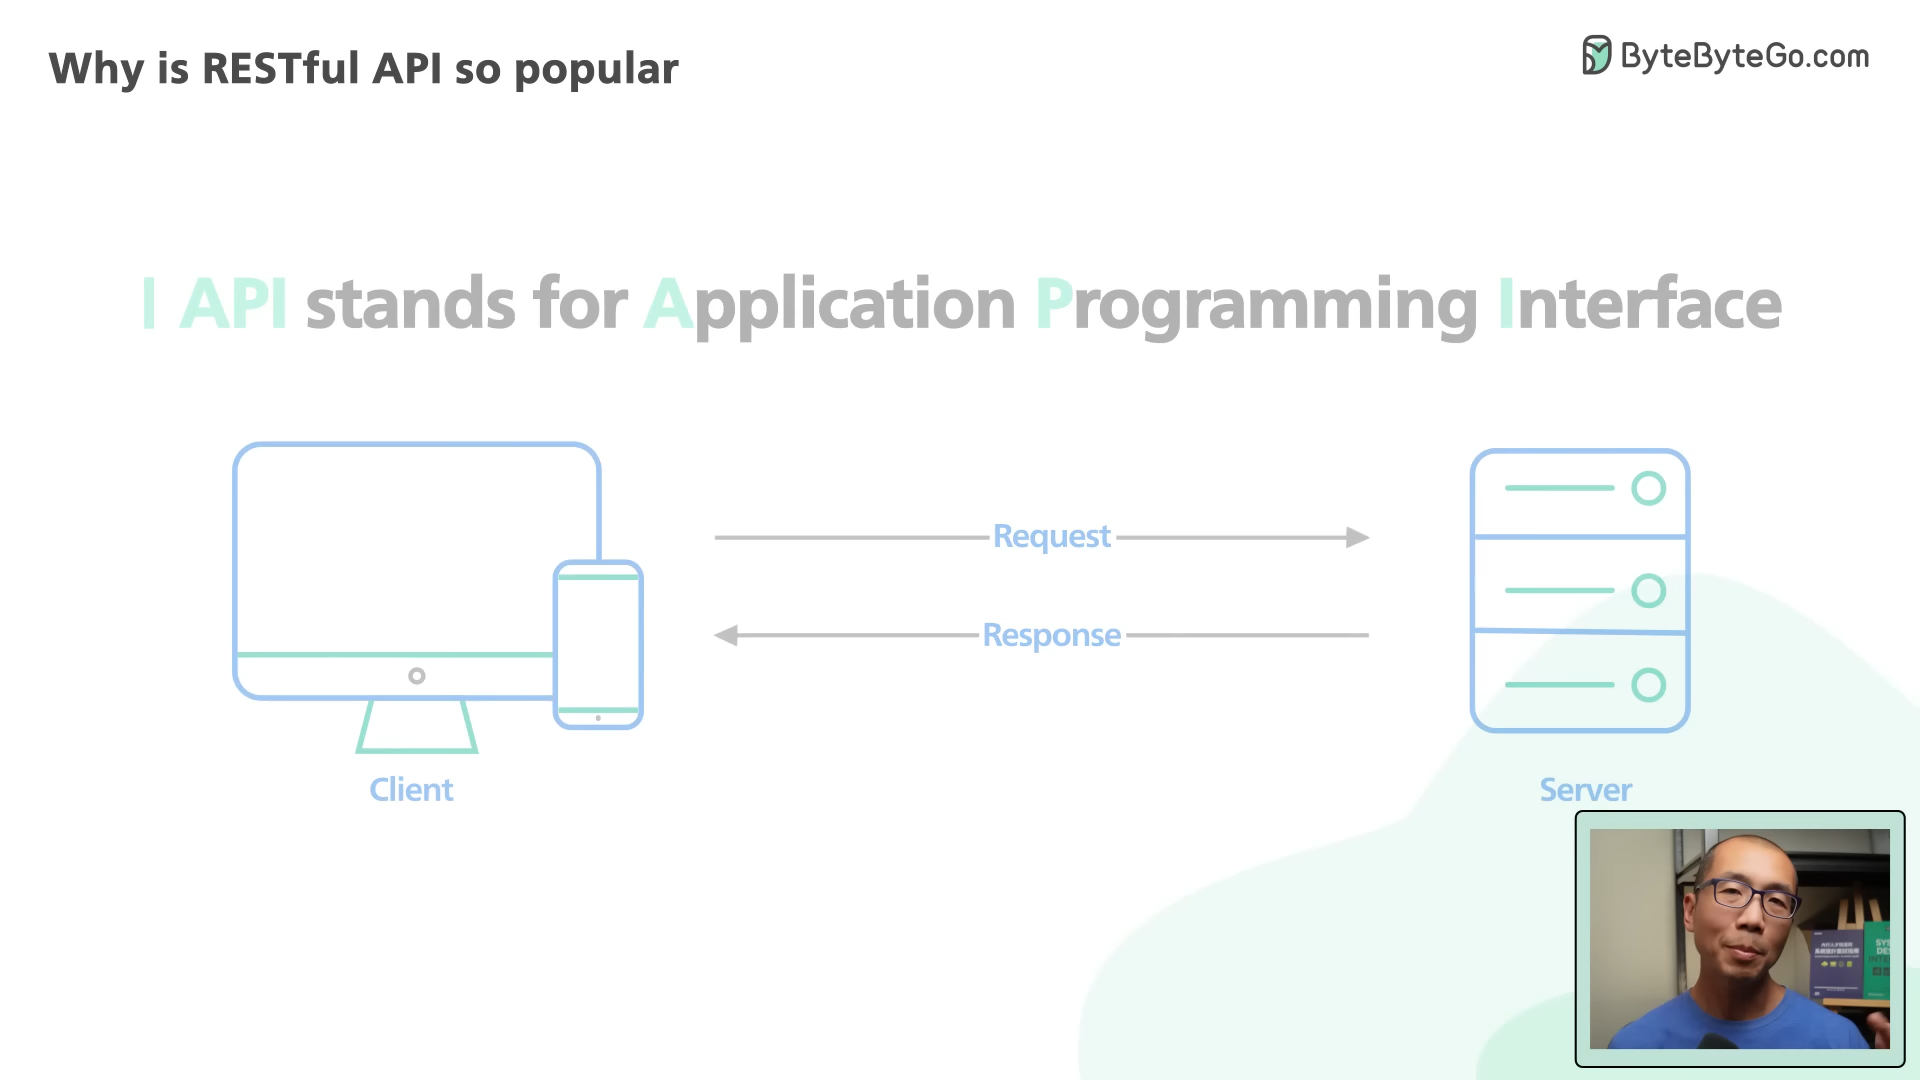 Why is RESTful API so popular
ByteByteGo.com
| API stands for Application Programming Interface
Request
Response
Client
Server